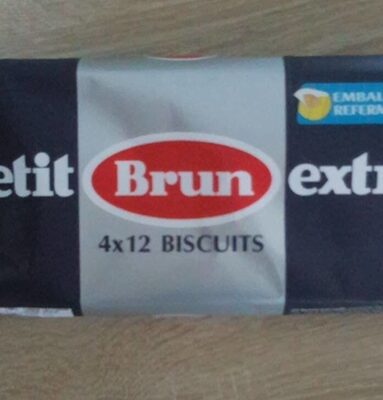 etit Brun extr
4x12 BISCUITS
EMBAL
REFERM